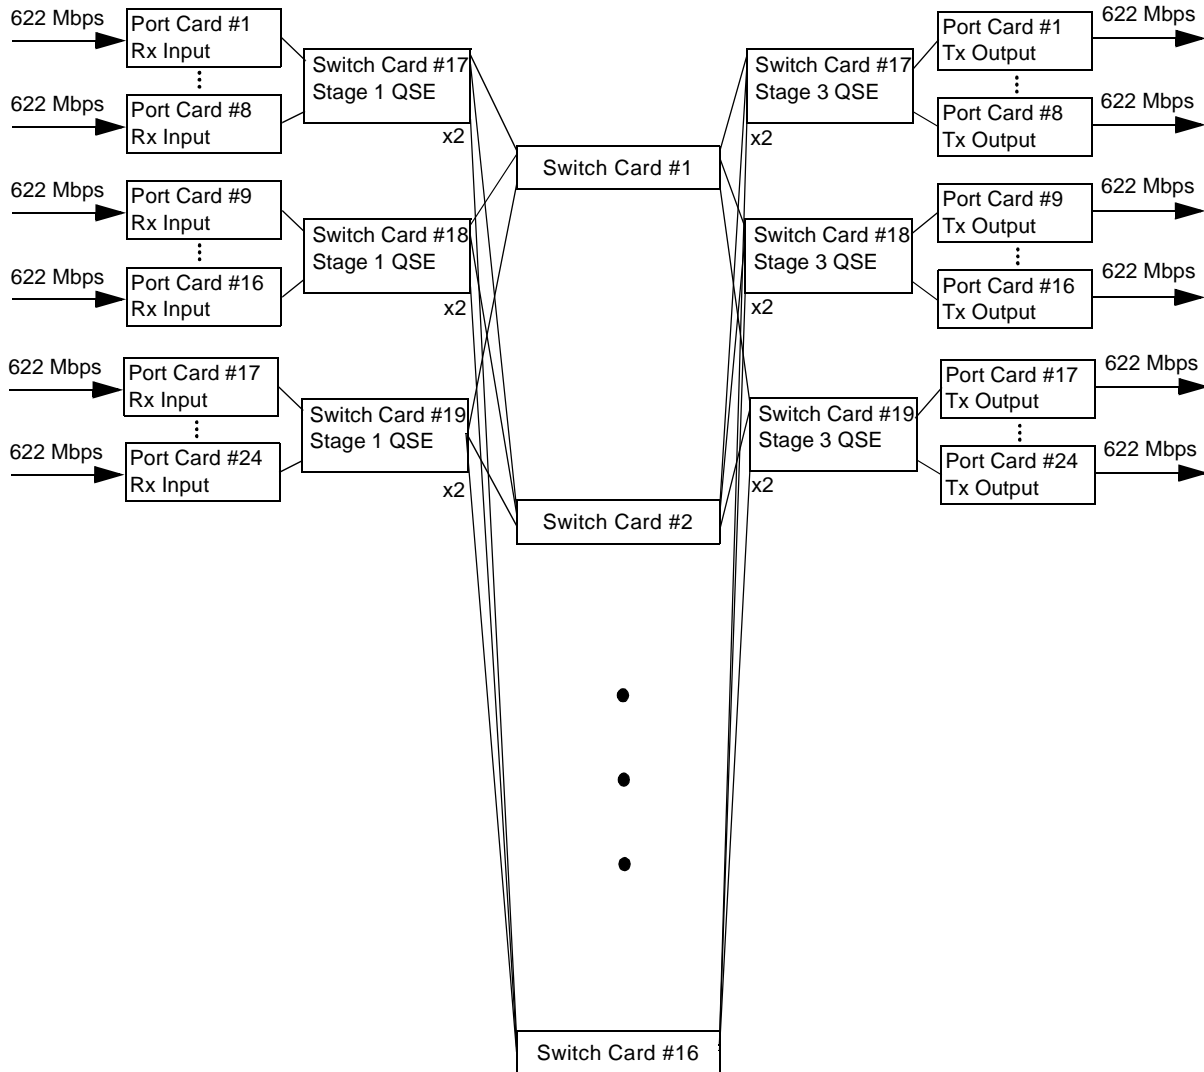 622 Mbps
Port Card #1
Rx Input
622 Mbps
Port Card #8
Rx Input
Switch Card #17
Stage 1 QSE
x2
622 Mbps
Port Card #9
Rx Input
622 Mbps
Port Card #16
Rx Input
Switch Card #18
Stage 1 QSE
x2
622 Mbps
Port Card #17
Rx Input
622 Mbps
Port Card #24
Rx Input
Switch Card #19
Stage 1 QSE
x2
Switch Card #1
Switch Card #2
Switch Card #16
Switch Card #17
Stage 3 QSE
x2
Port Card #1
Tx Output
622 Mbps
Port Card #8
Tx Output
622 Mbps
Switch Card #18
Stage 3 QSE
x2
Port Card #9
Tx Output
622 Mbps
Port Card #16
Tx Output
622 Mbps
Switch Card #19
Stage 3 QSE
x2
Port Card #17
Tx Output
622 Mbps
Port Card #24
Tx Output
622 Mbps